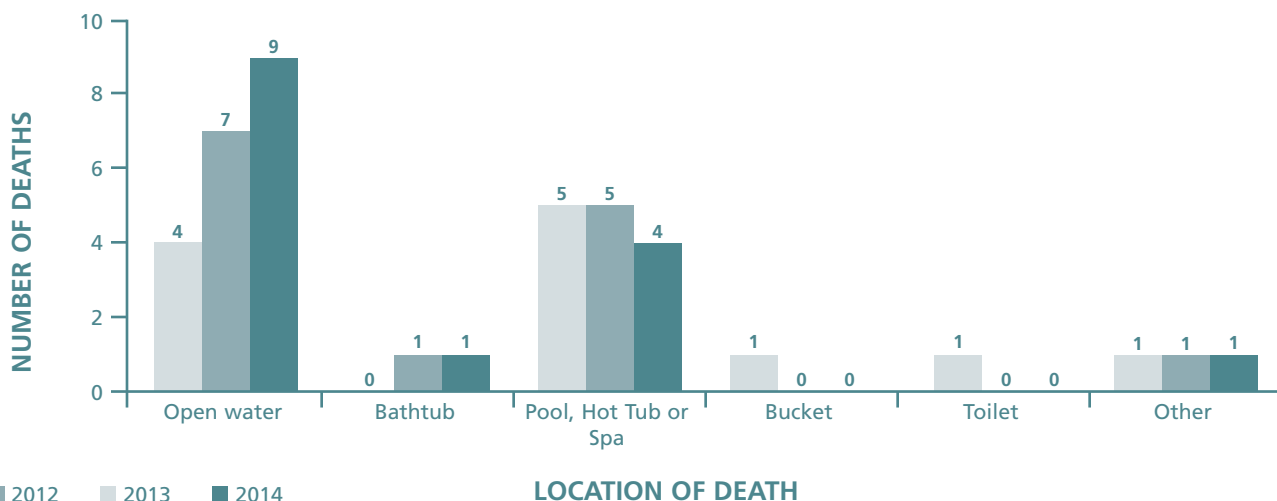 10
8
6
4
2
0
NUMBER OF DEATHS
4
7
9
0
1
1
5
5
4
1
0
0
1
0
0
1
1
1
Open water
Bathtub
Pool, Hot Tub or
Spa
Bucket
Toilet
Other
2012 2013 2014
LOCATION OF DEATH